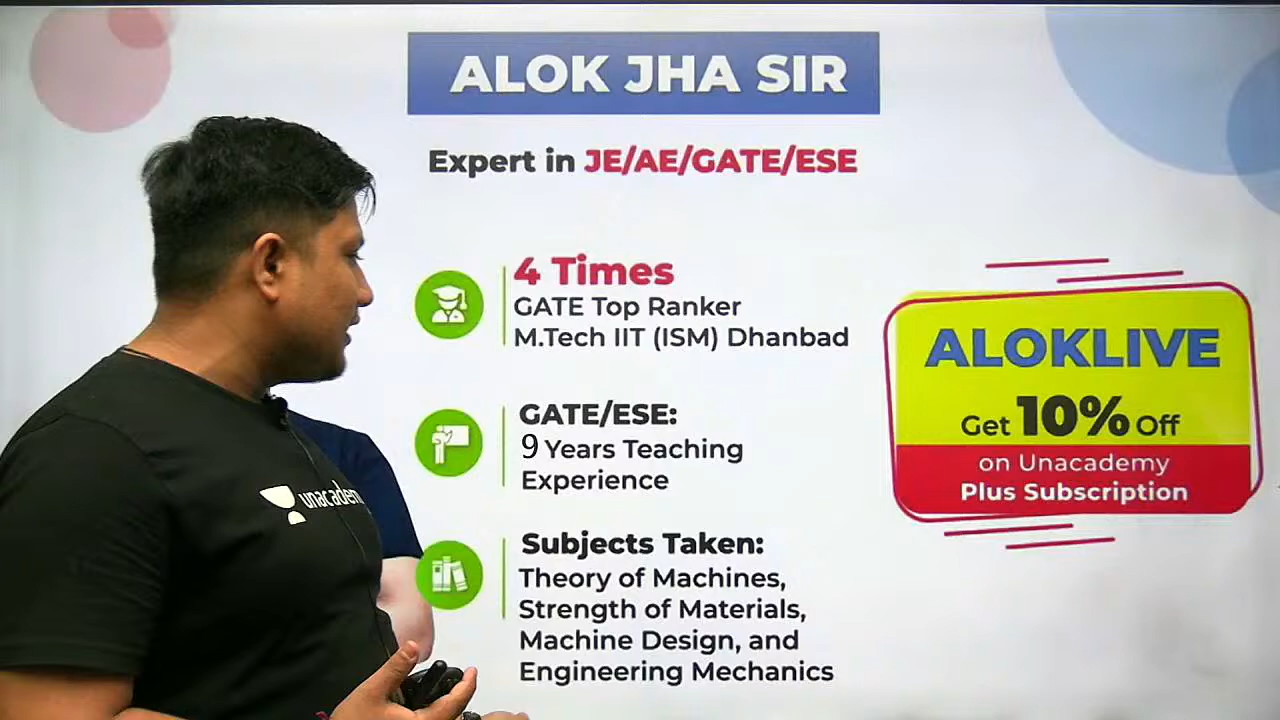 ALOK JHA SIR
Expert in JE/AE/GATE/ESE
4 Times
GATE Top Ranker
M.Tech IIT (ISM) Dhanbad
GATE/ESE:
9 Years Teaching
Experience
Subjects Taken:
Theory of Machines,
Strength of Materials,
Machine Design, and
Engineering Mechanics
ALOKLIVE
Get 10% Off
on Unacademy
Plus Subscription
unacadem